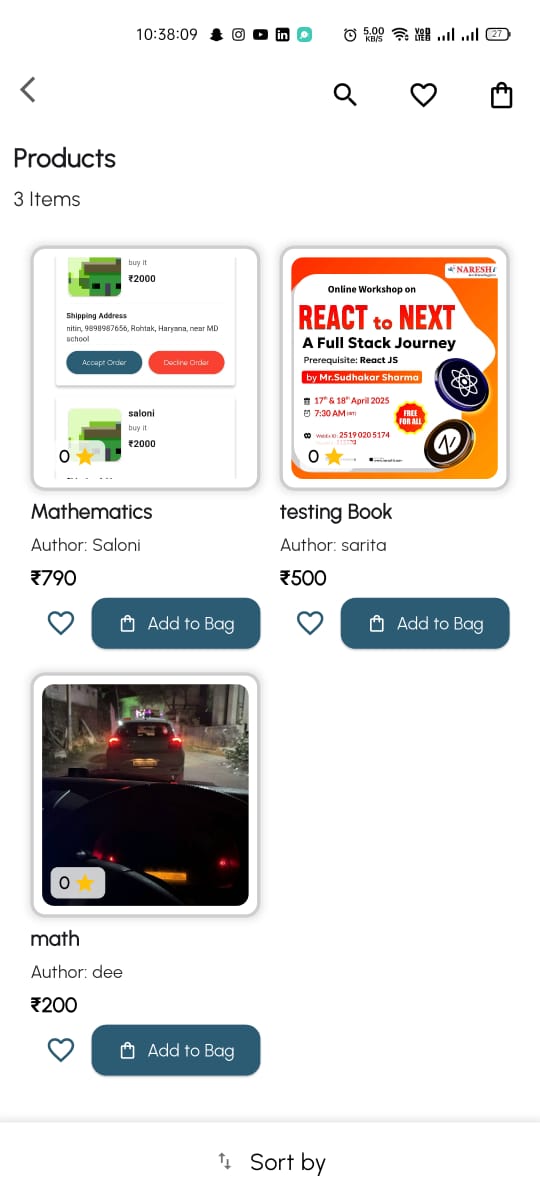 10:38:09
5.00
KB/S
Vo)
LTE
27
Products
3 Items
buy it
₹2000
Shipping Address
nitin, 9898987656, Rohtak, Haryana, near MD
school
Accept Order
Decline Order
saloni
buy it
₹2000
0
Mathematics
Author: Saloni
₹790
Add to Bag
NARESH i
Online Workshop on
REACT to NEXT
A Full Stack Journey
Prerequisite: React JS
by Mr.Sudhakar Sharma
17th & 18th April 2025
7:30 AM (IST)
FREE
FOR ALL
2519 020 5174
0
testing Book
Author: sarita
₹500
Add to Bag
0
math
Author: dee
₹200
Add to Bag
Sort by